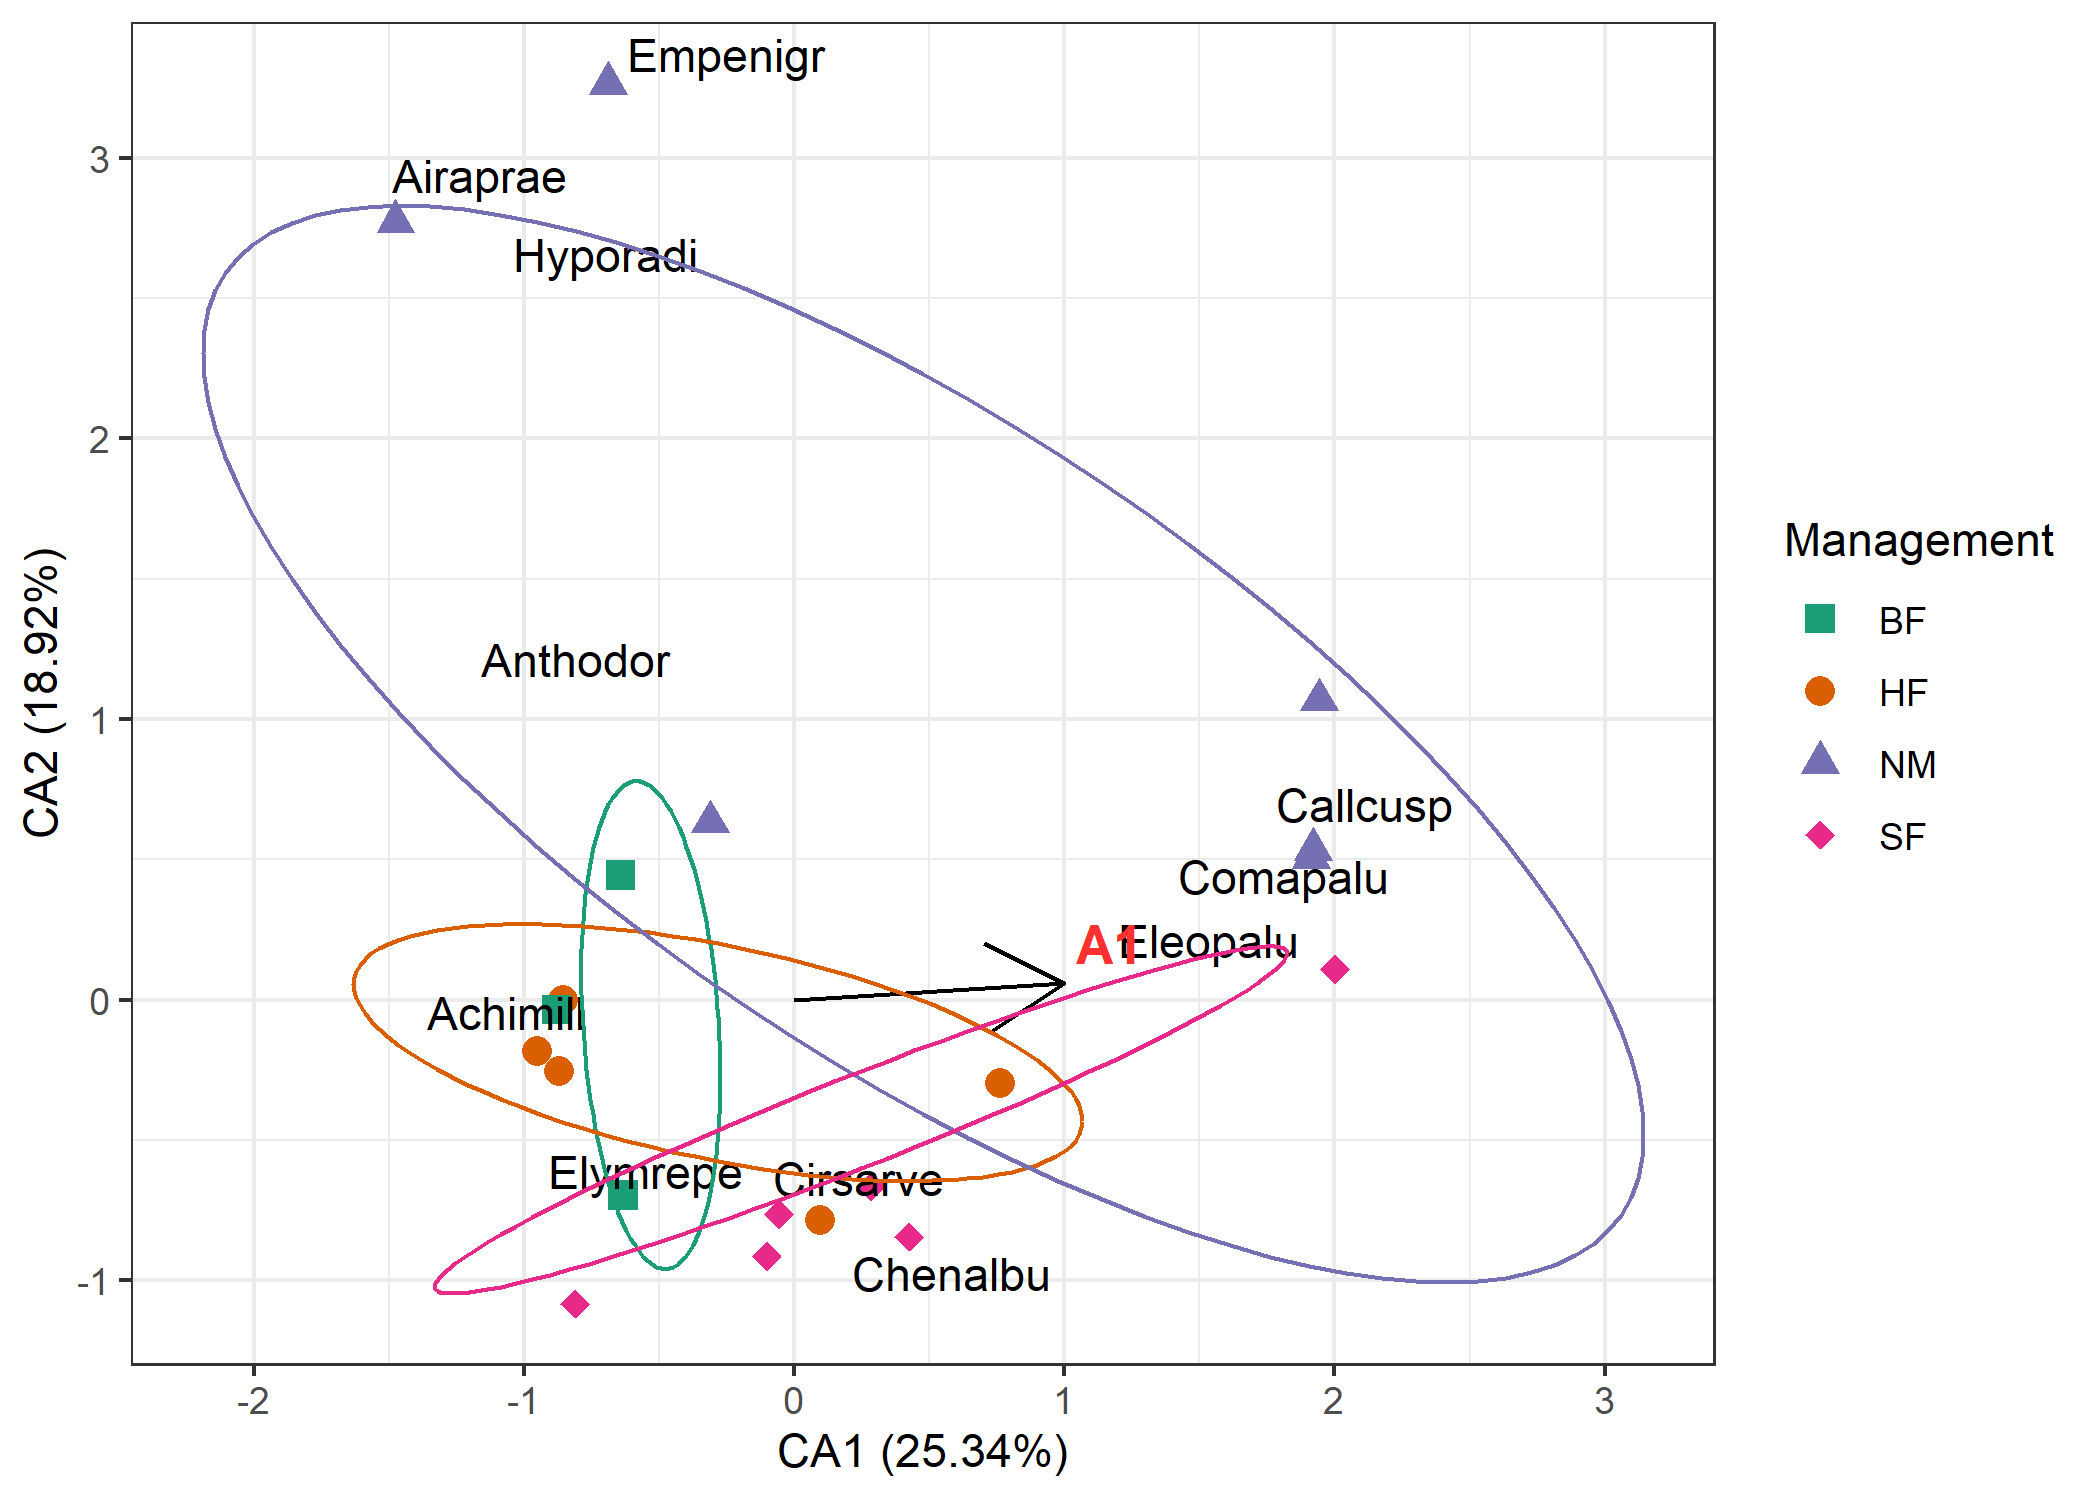 Empenigr
Airaprae
Hyporadi
Anthodor
Callcusp
Comapalu
A1
Eleopalu
Achimill
Elymrepe
Cirsarve
Chenalbu
3
2
1
0
-1
-2
-1
0
1
2
3
CA1 (25.34%)
CA2 (18.92%)
Management
BF
HF
NM
SF